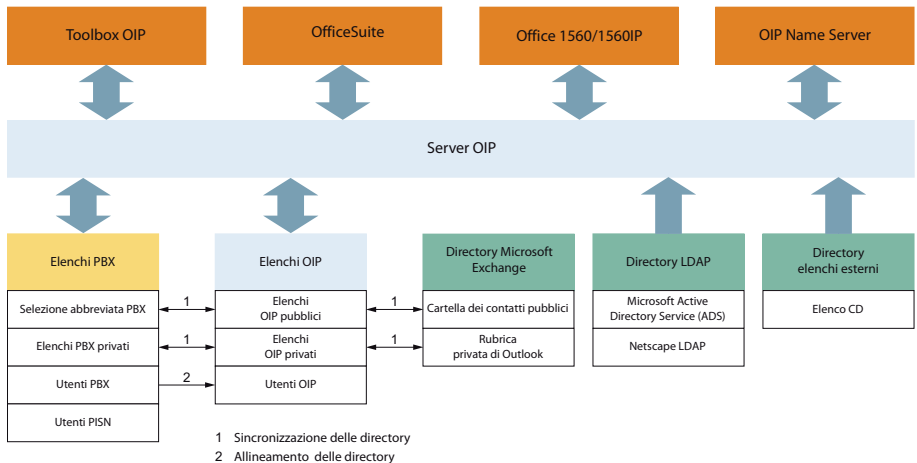 Toolbox OIP
OfficeSuite
Office 1560/1560IP
OIP Name Server
Server OIP
Elenchi PBX
Selezione abbreviata PBX
Elenchi PBX privati
Utenti PBX
Utenti PISN
1
1
2
Elenchi OIP
Elenchi
OIP pubblici
Elenchi
OIP privati
Utenti OIP
1
1
Directory Microsoft
Exchange
Cartella dei contatti pubblici
Rubrica
privata di Outlook
Directory LDAP
Microsoft Active
Directory Service (ADS)
Netscape LDAP
Directory
elenchi esterni
Elenco CD
1 Sincronizzazione delle directory
2 Allineamento delle directory